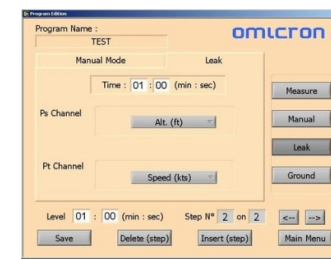 Program Edition
Program Name :
TEST
omicron
Manual Mode Leak
Time : 01 : 00 (min : sec)
Measure
Ps Channel
Alt. (ft)
Manual
Leak
Pt Channel
Speed (kts)
Ground
Level 01 : 00 (min : sec) Step N° 2 on 2
<-- -->
Save Delete (step) Insert (step) Main Menu